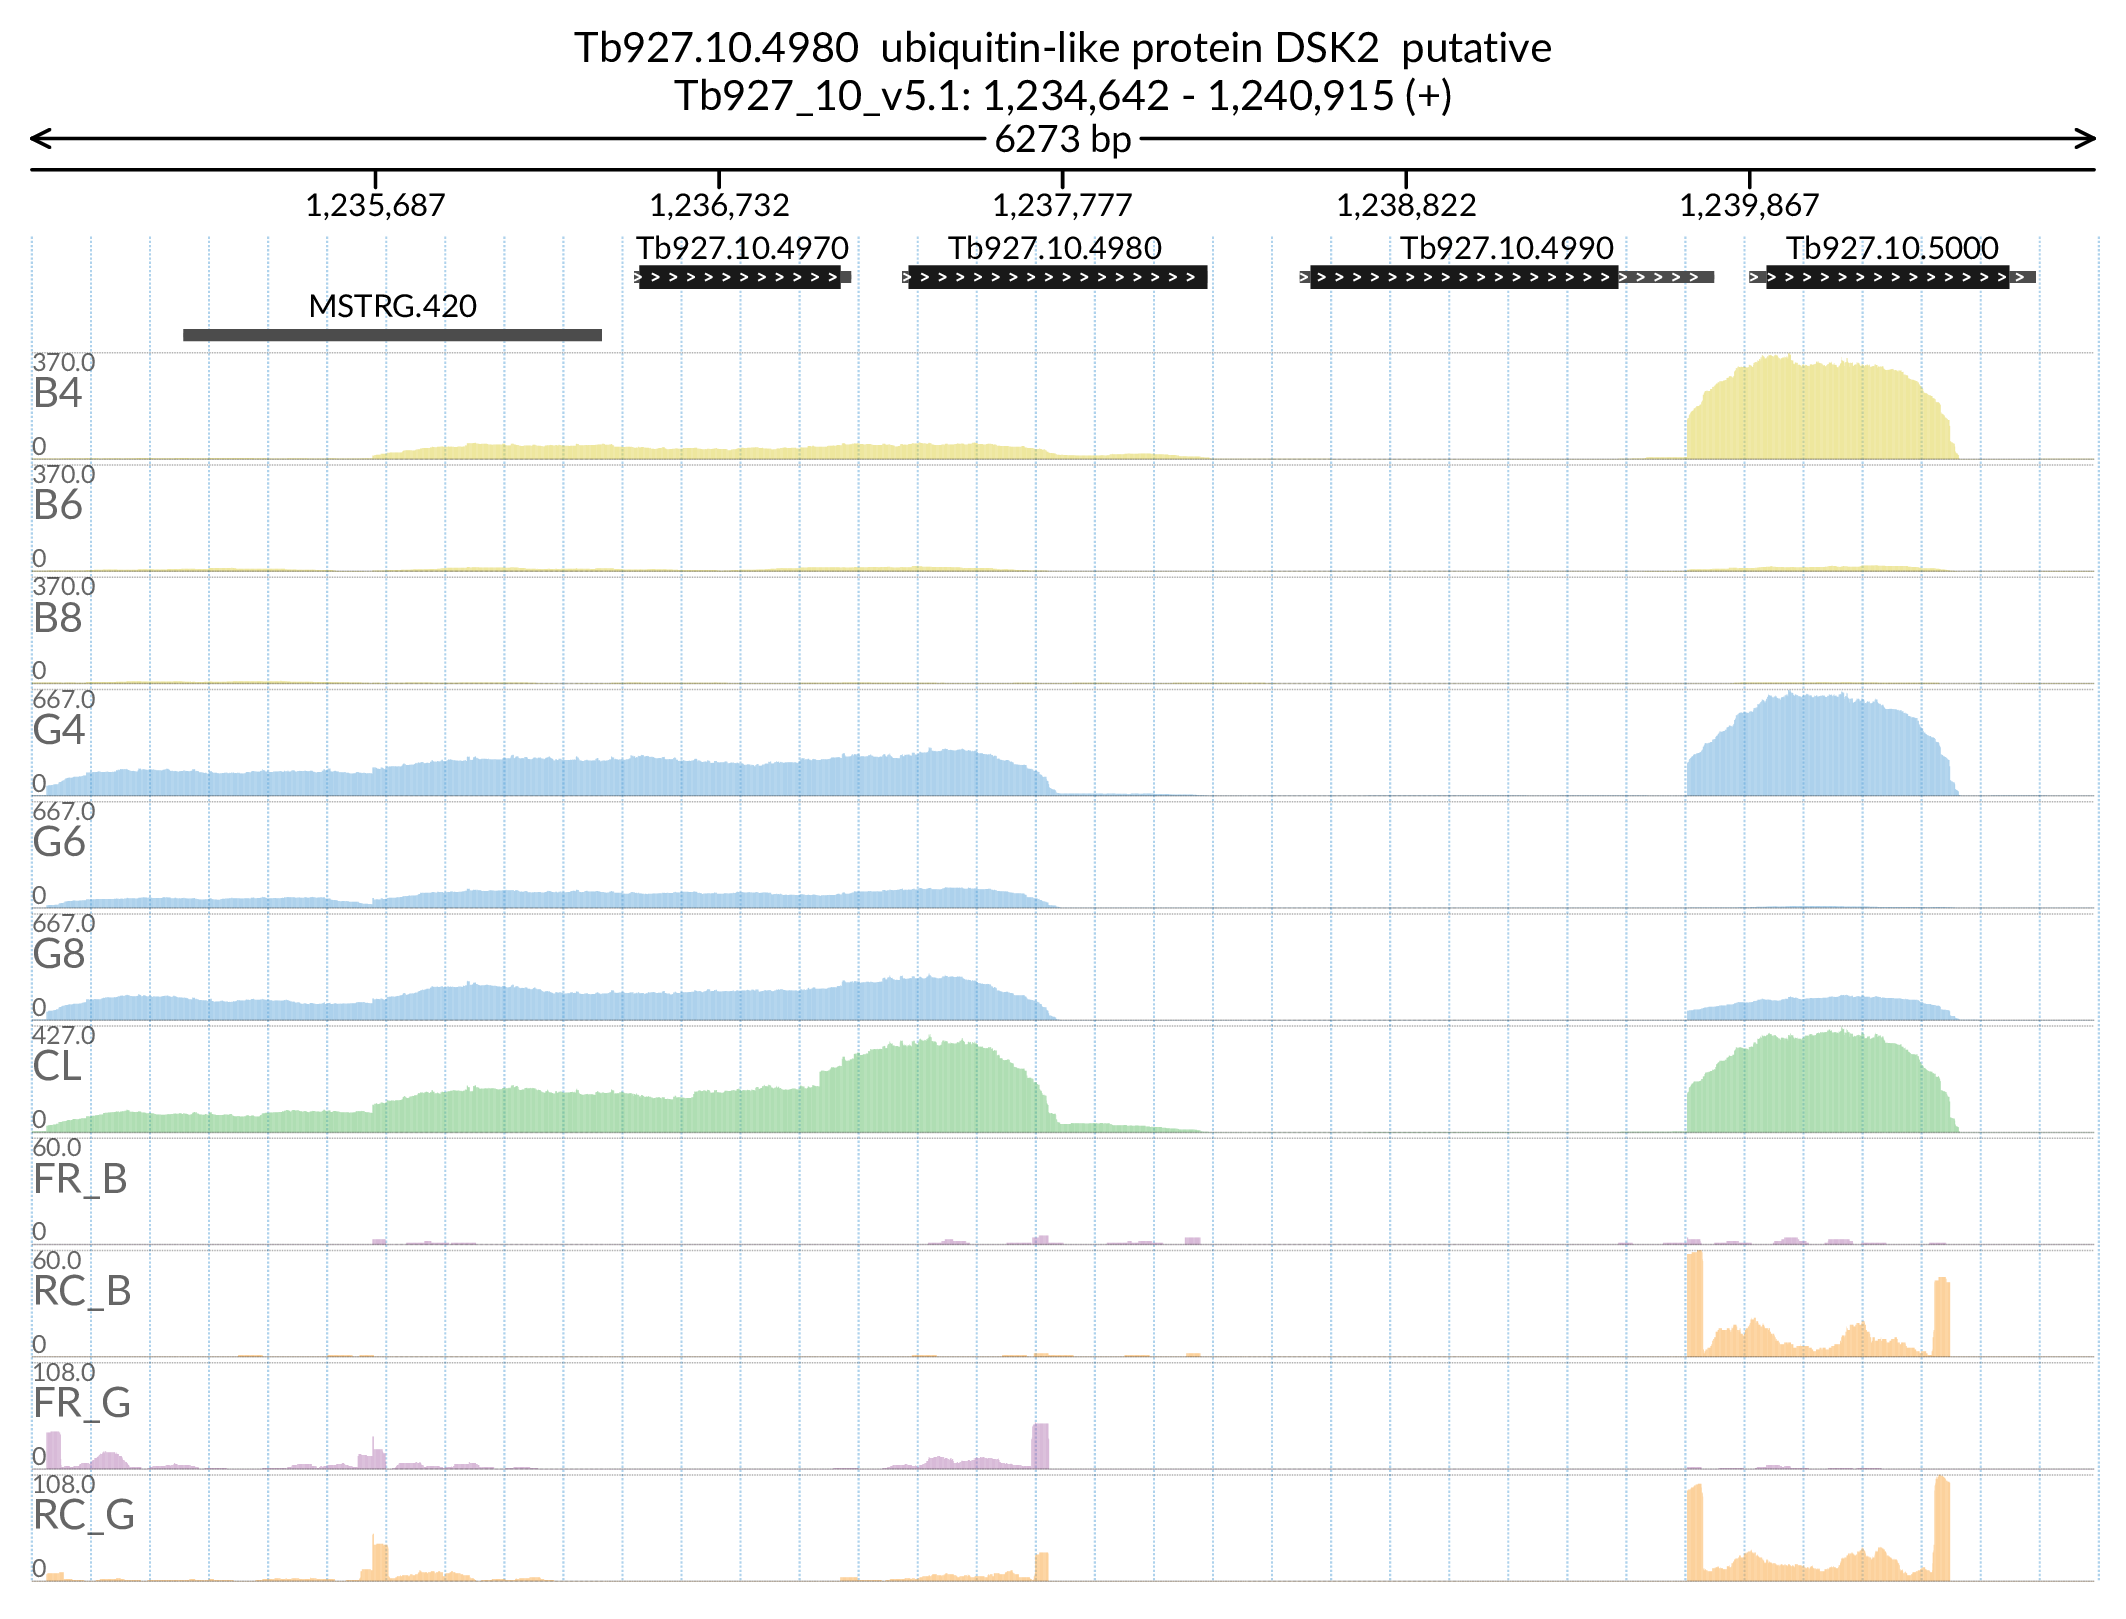 Tb927.10.4980  ubiquitin-like protein DSK2  putative
Tb927_10_v5.1: 1,234,642 - 1,240,915 (+)
6273 bp
1,235,687 1,236,732 1,237,777 1,238,822 1,239,867
Tb927.10.4970 Tb927.10.4980 Tb927.10.4990 Tb927.10.5000
MSTRG.420
370.0
B4
0
370.0
B6
0
370.0
B8
0
667.0
G4
0
667.0
G6
0
667.0
G8
0
427.0
CL
0
60.0
FR_B
0
60.0
RC_B
0
108.0
FR_G
0
108.0
RC_G
0